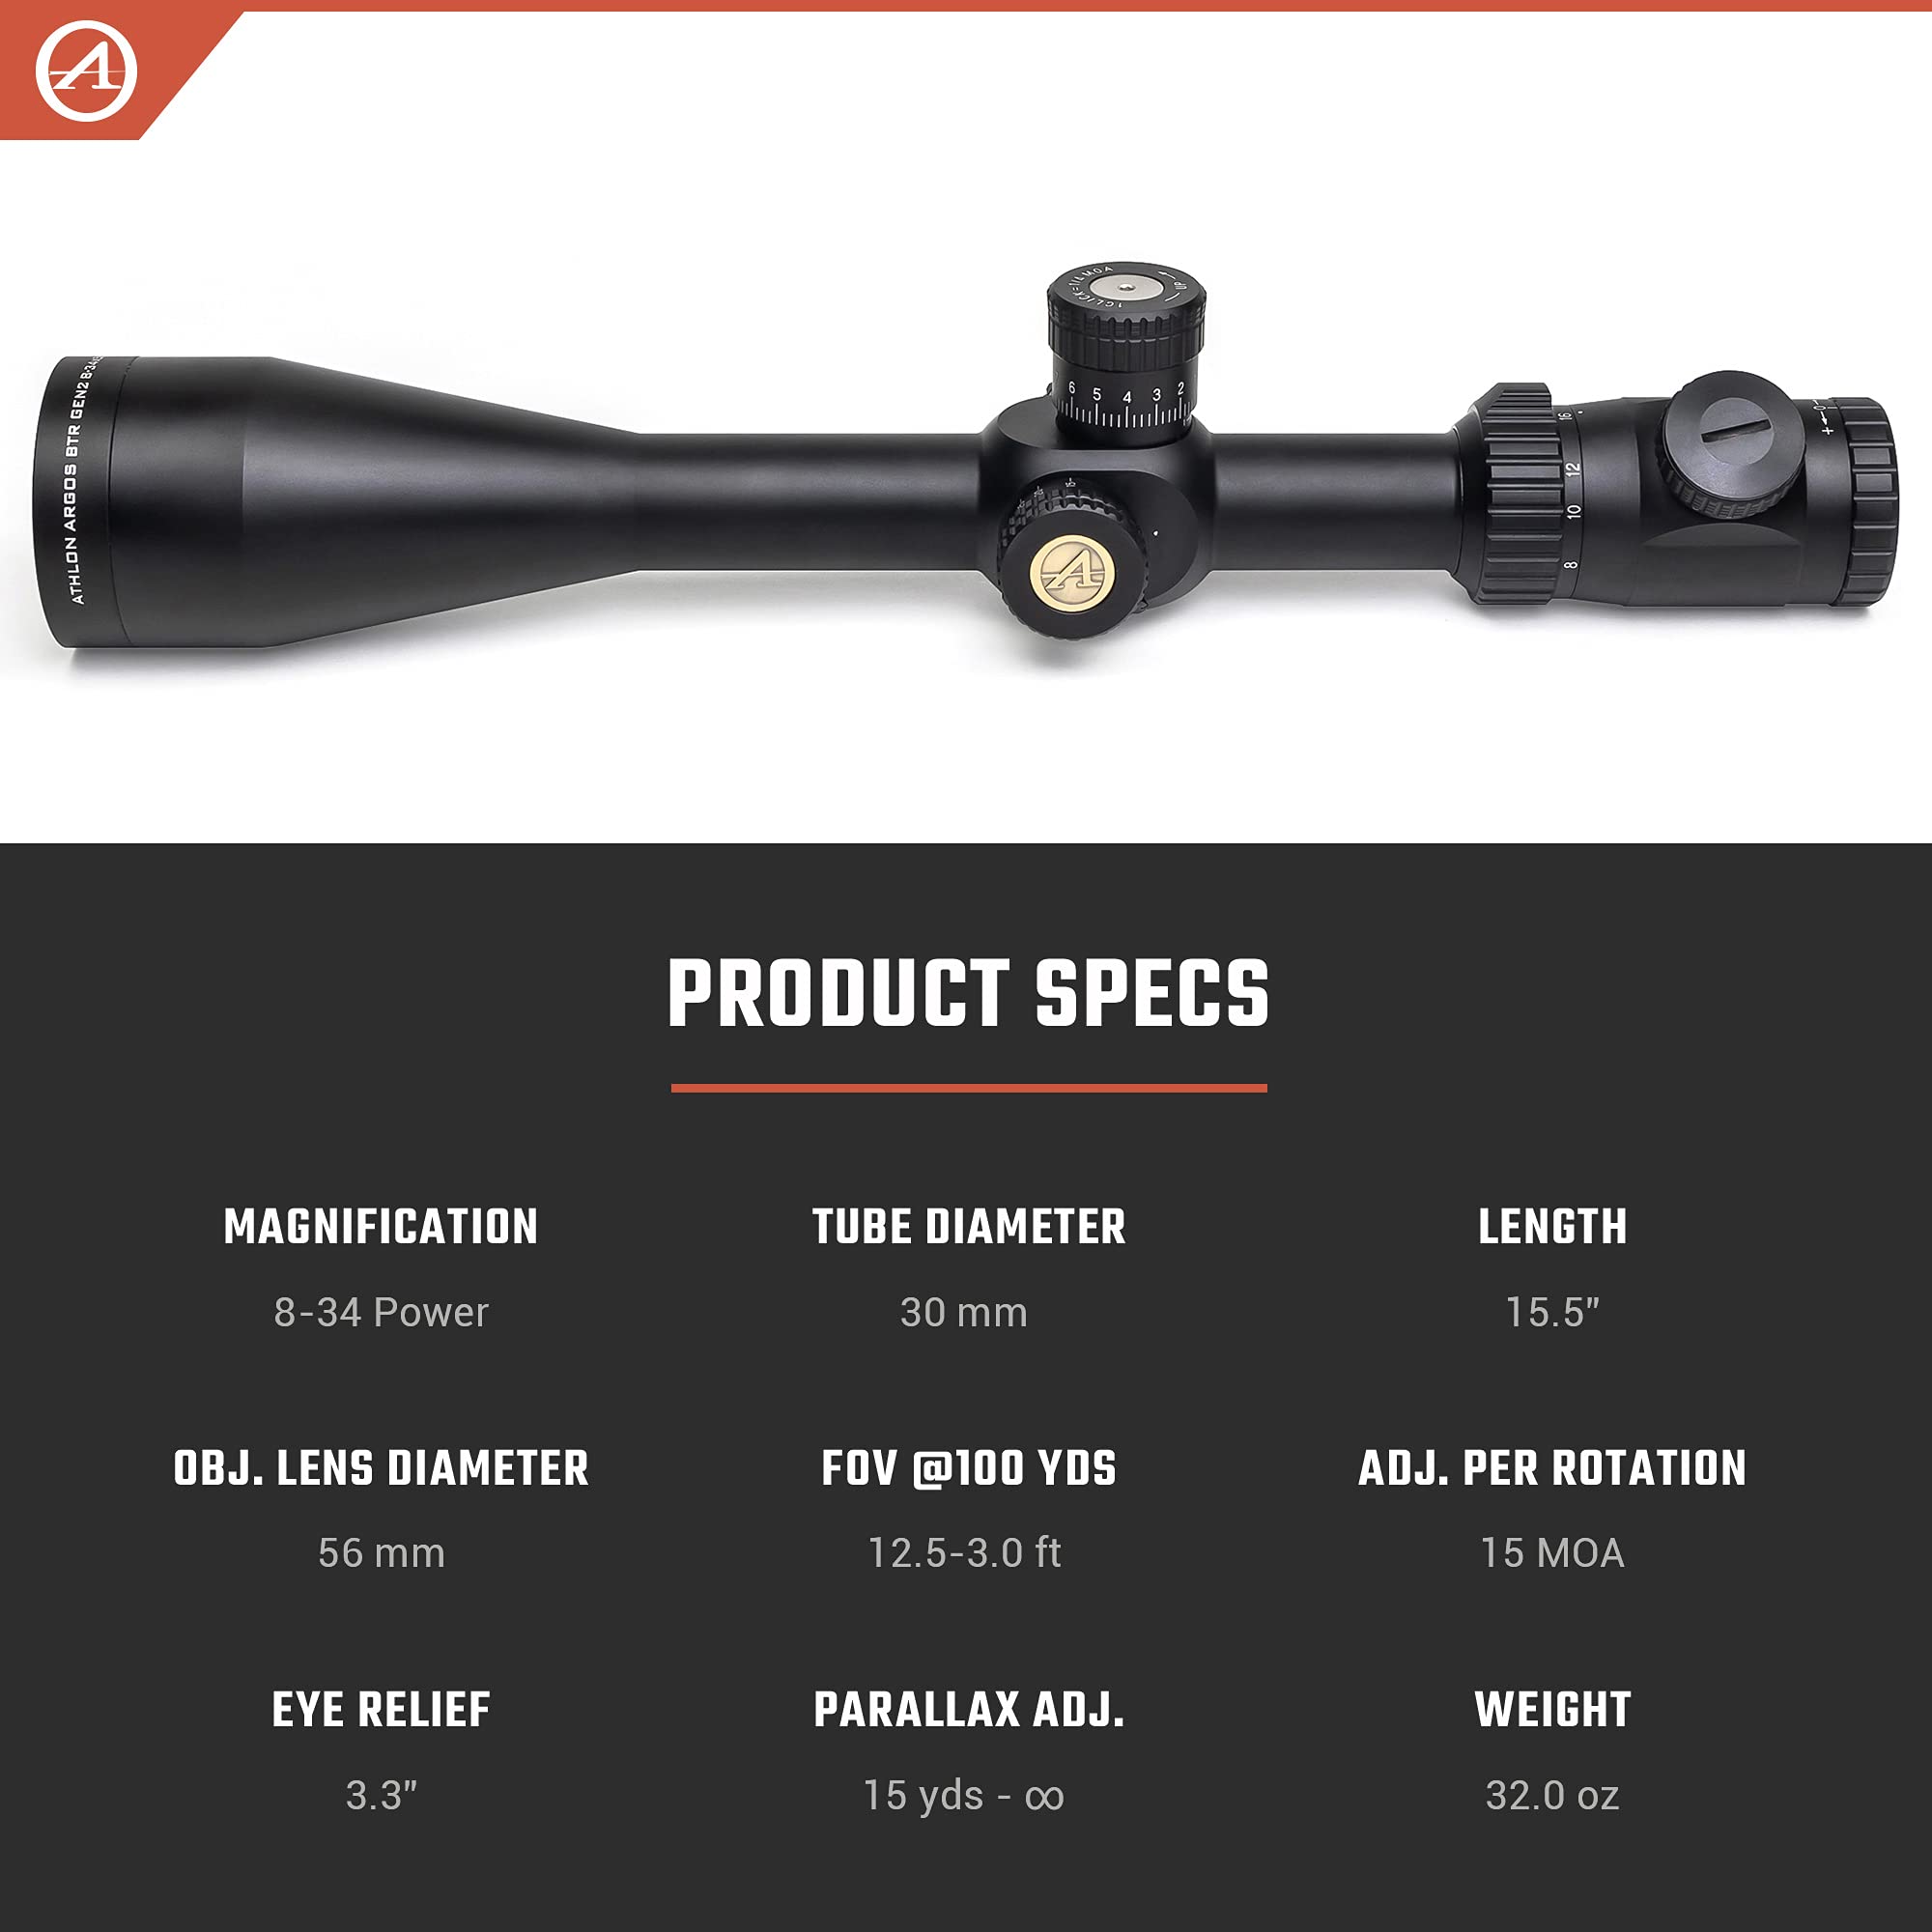 A
1 CLICK=1/4 MOA
UP
6 5 4 3 2
ATHLON ARGOS BTR GEN2 8-34
15
A
16
12
10
8
+ 0
PRODUCT SPECS
MAGNIFICATION
8-34 Power
TUBE DIAMETER
30 mm
LENGTH
15.5"
OBJ. LENS DIAMETER
56 mm
FOV @100 YDS
12.5-3.0 ft
ADJ. PER ROTATION
15 MOA
EYE RELIEF
3.3"
PARALLAX ADJ.
15 yds - ∞
WEIGHT
32.0 oz